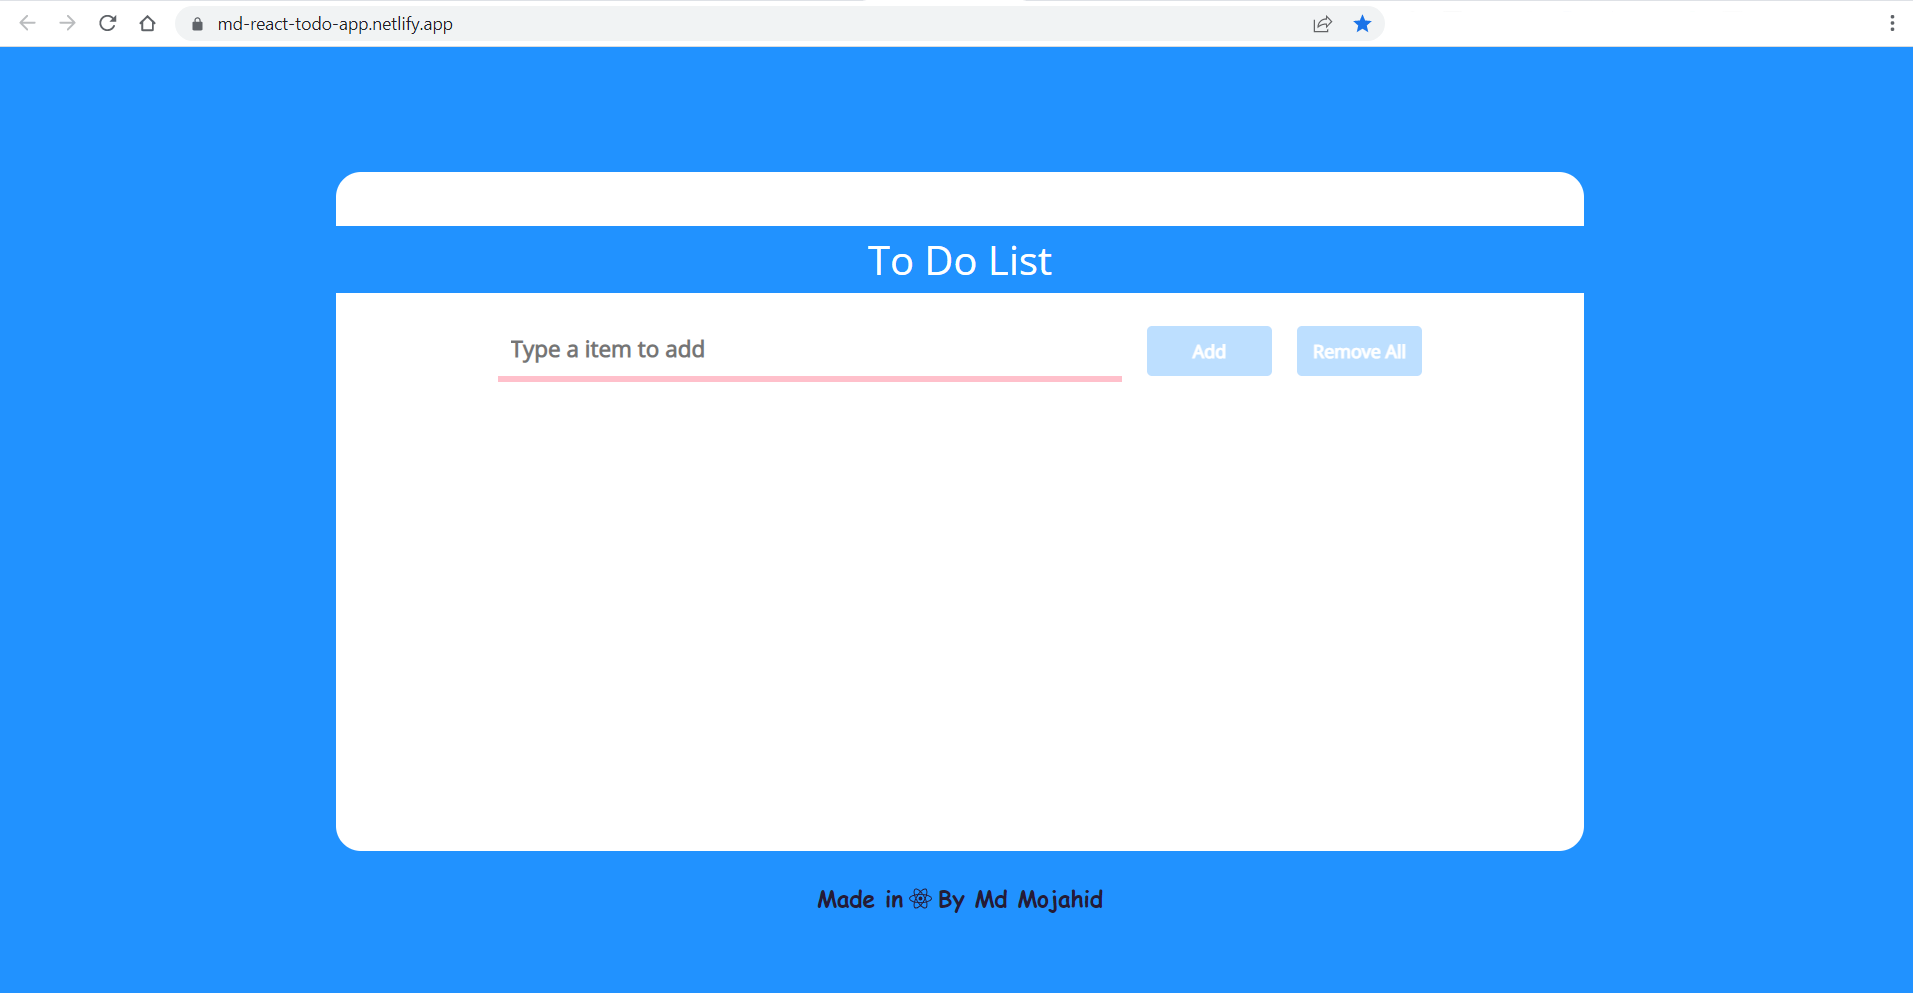 md-react-todo-app.netlify.app
To Do List
Type a item to add
Add
Remove All
Made in By Md Mojahid